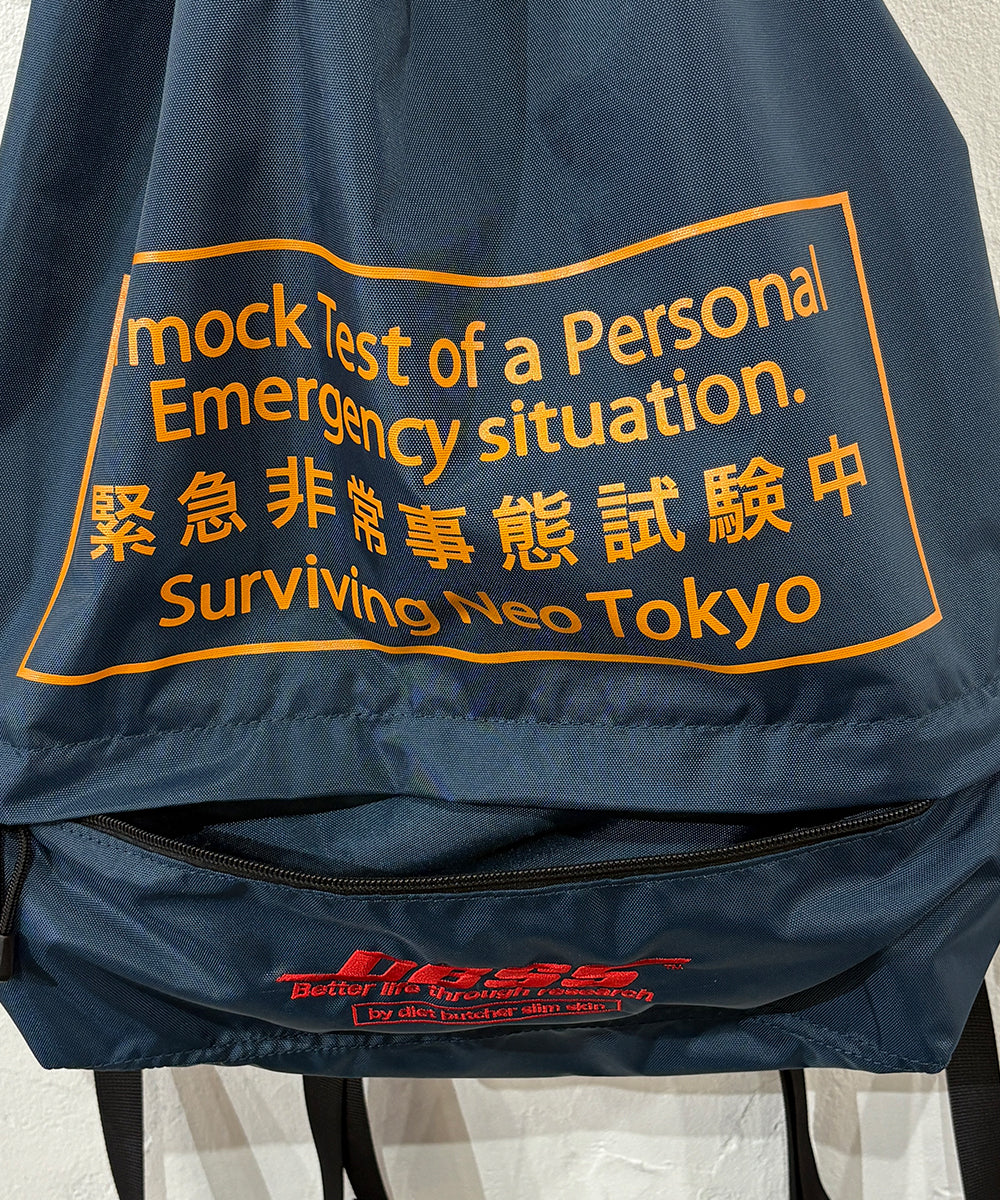 mock Test of a Personal
Emergency situation.
緊急非常事態試験中
Surviving Neo Tokyo
DBSS™
Better life through research
by diet butcher slim skin